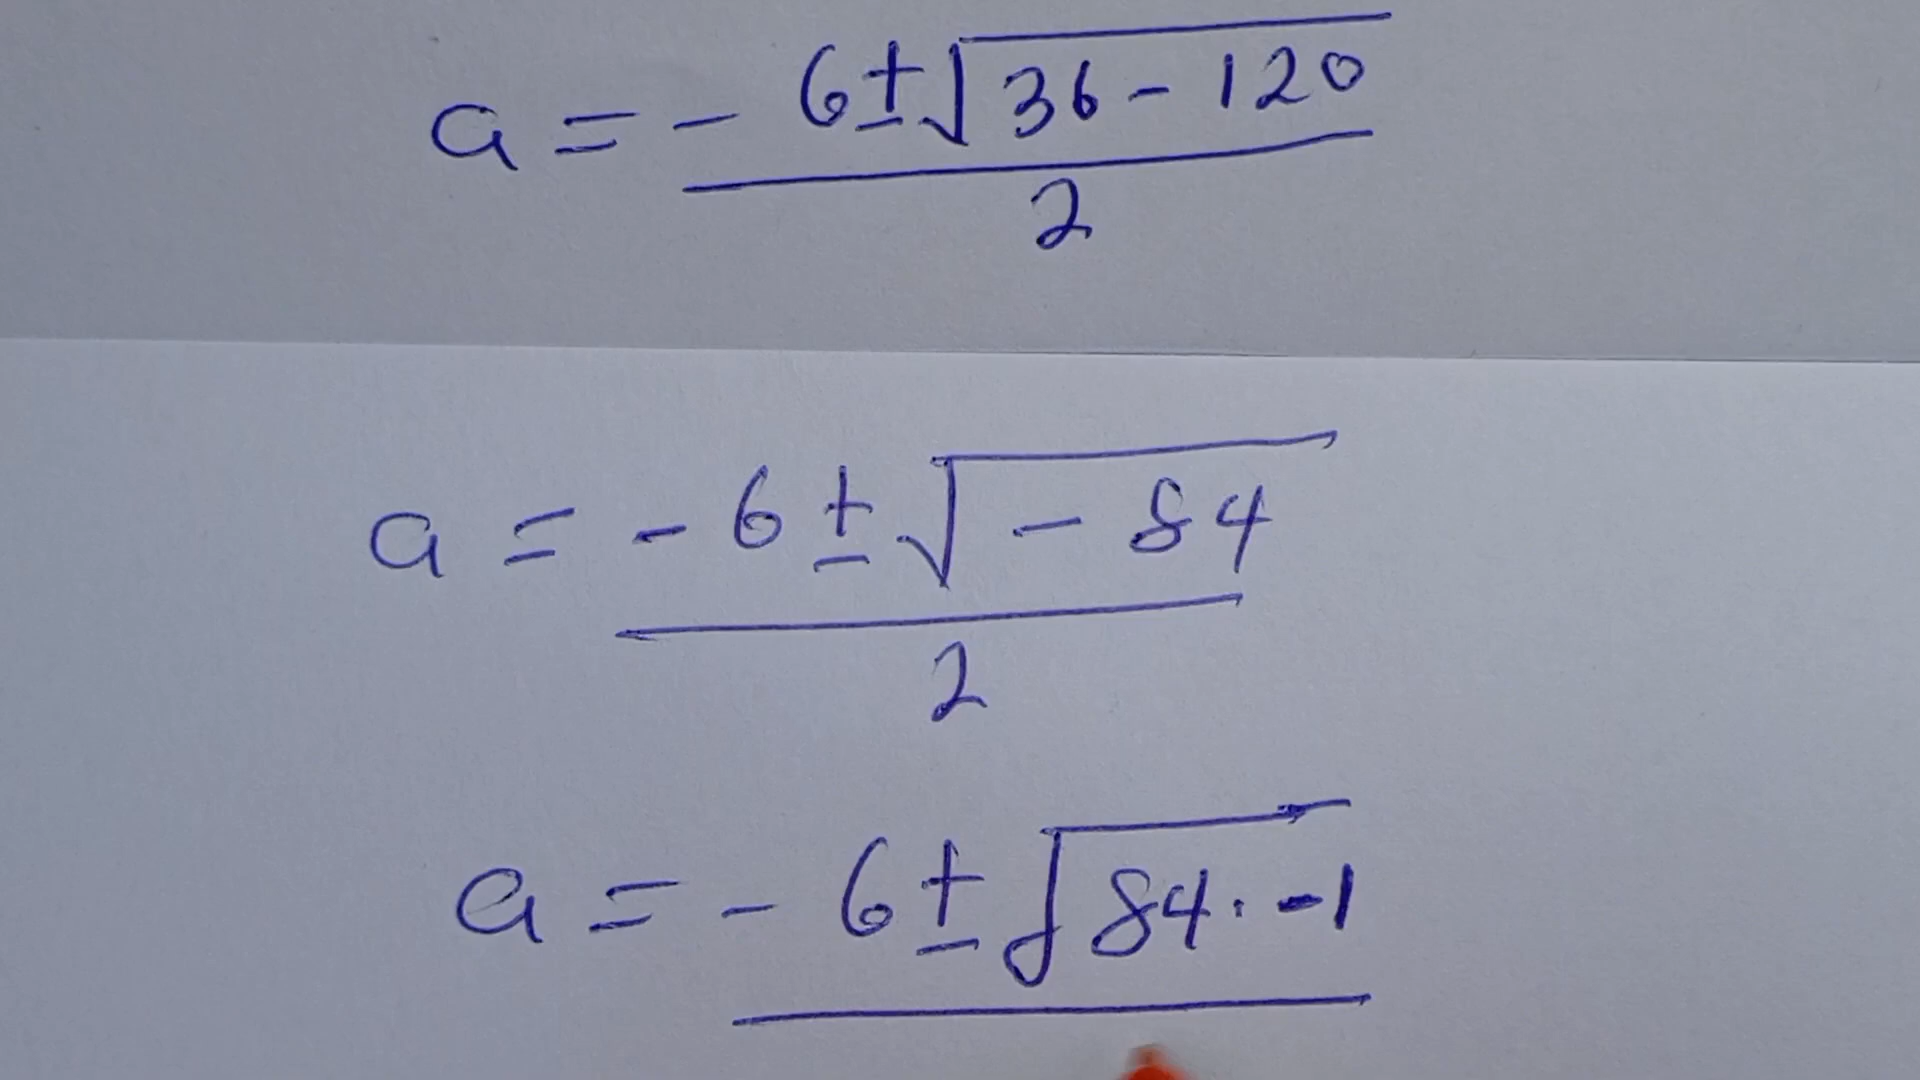 a = - 6 ± √36 - 120
2
a = - 6 ± √- 84
2
a = - 6 ± √84 · -1